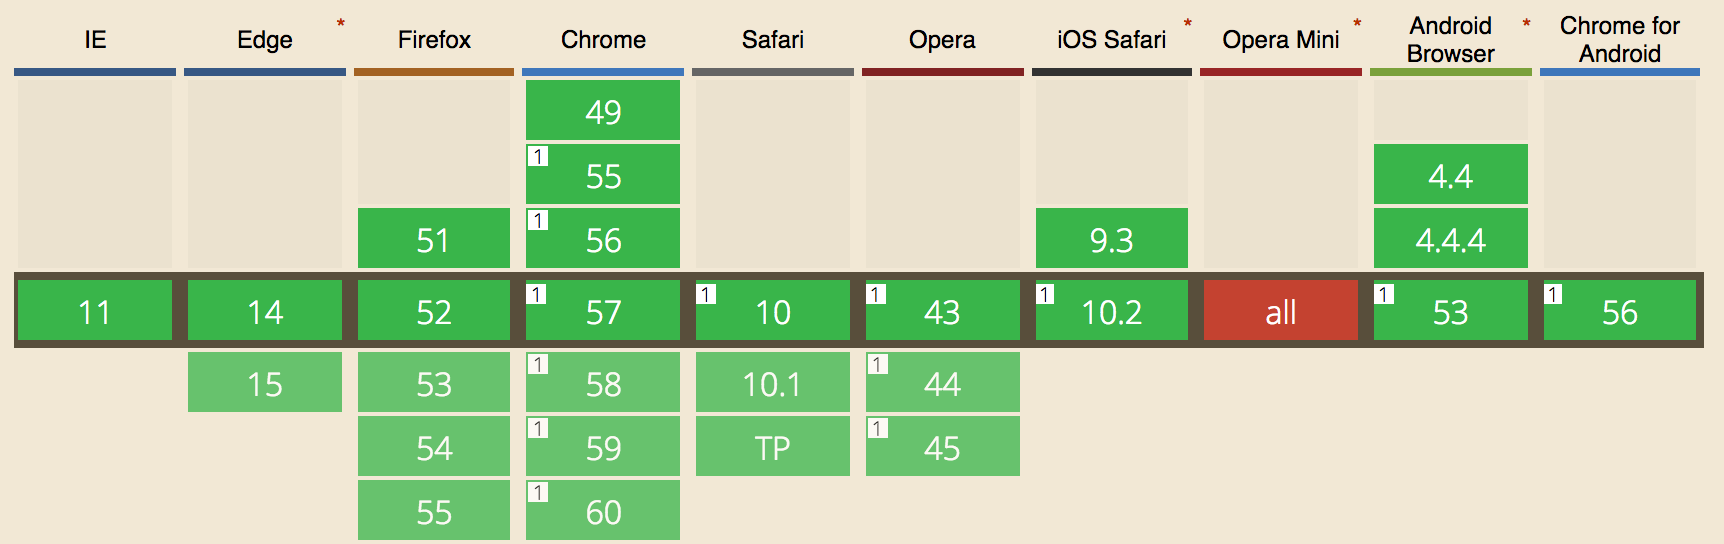 IE Edge * Firefox Chrome Safari Opera iOS Safari * Opera Mini * Android Browser * Chrome for Android
49
1 55 4.4
51 1 56 9.3 4.4.4
11 14 52 1 57 1 10 1 43 1 10.2 all 1 53 1 56
15 53 1 58 10.1 1 44
54 1 59 TP 1 45
55 1 60